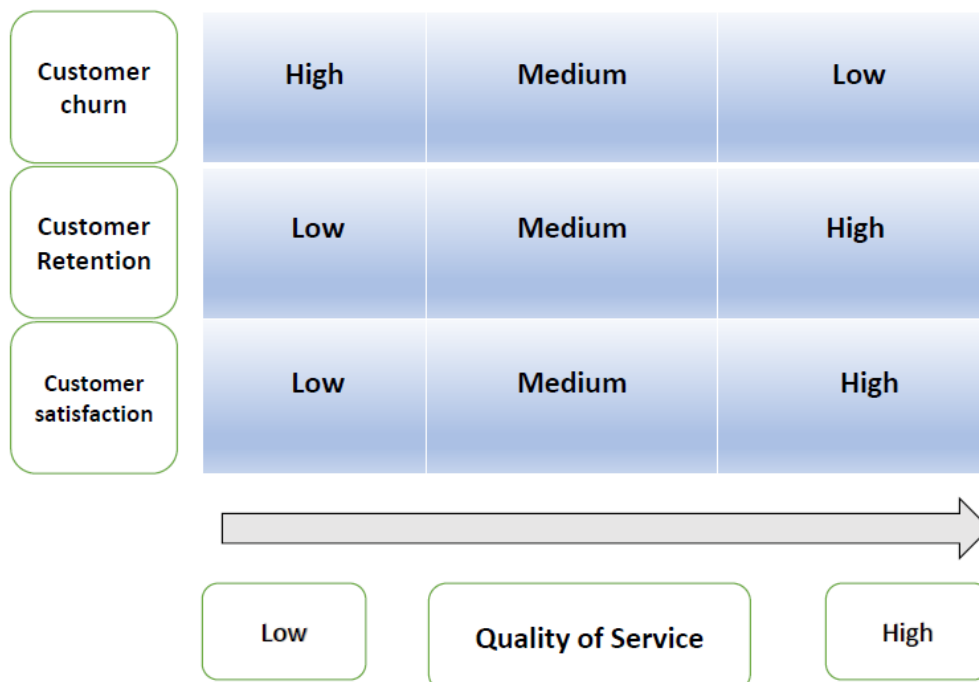 Customer
churn
High
Medium
Low
Customer
Retention
Low
Medium
High
Customer
satisfaction
Low
Medium
High
Low
Quality of Service
High